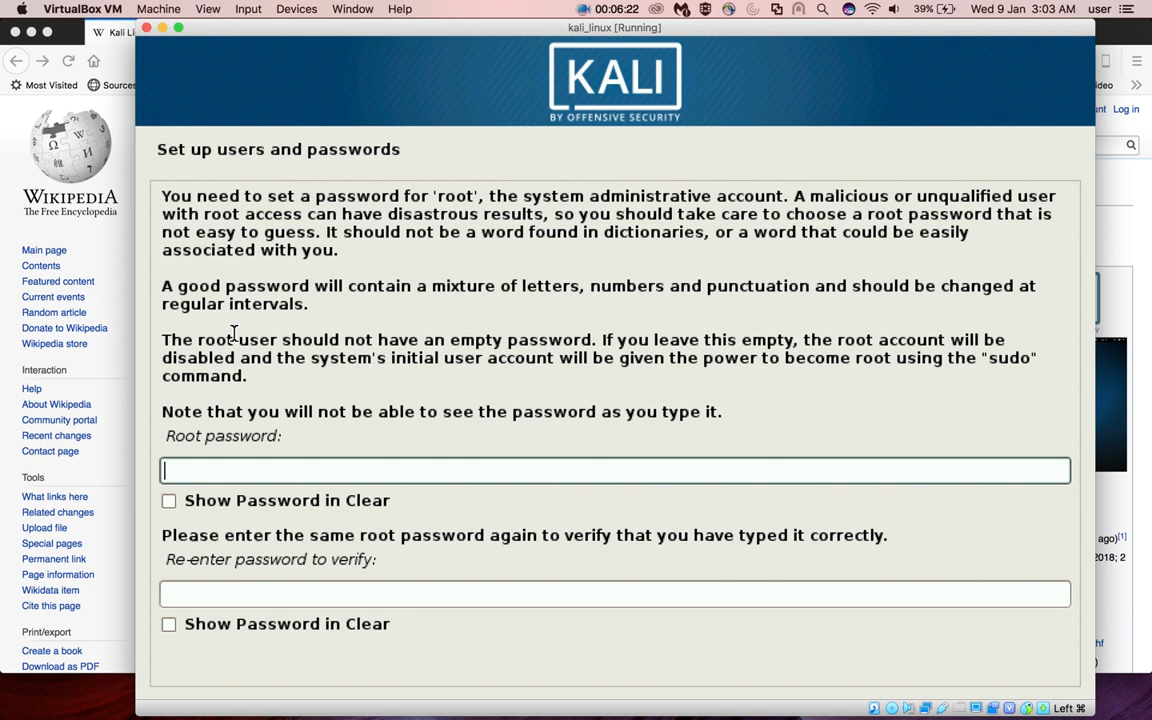 VirtualBox VM Machine View Input Devices Window Help 00:06:22 39% Wed 9 Jan 3:03 AM user
kali_linux [Running]
W Kali Li
Most Visited Sources
ideo
unt Log in
KALI
BY OFFENSIVE SECURITY
Set up users and passwords
You need to set a password for 'root', the system administrative account. A malicious or unqualified user
with root access can have disastrous results, so you should take care to choose a root password that is
not easy to guess. It should not be a word found in dictionaries, or a word that could be easily
associated with you.
A good password will contain a mixture of letters, numbers and punctuation and should be changed at
regular intervals.
The root user should not have an empty password. If you leave this empty, the root account will be
disabled and the system's initial user account will be given the power to become root using the "sudo"
command.
Note that you will not be able to see the password as you type it.
Root password:
Show Password in Clear
Please enter the same root password again to verify that you have typed it correctly.
Re-enter password to verify:
Show Password in Clear
Left ⌘
WIKIPEDIA
The Free Encyclopedia
Main page
Contents
Featured content
Current events
Random article
Donate to Wikipedia
Wikipedia store
Interaction
Help
About Wikipedia
Community portal
Recent changes
Contact page
Tools
What links here
Related changes
Upload file
Special pages
Permanent link
Page information
Wikidata item
Cite this page
Print/export
Create a book
Download as PDF
ago)[1]
2018; 2
hf
)